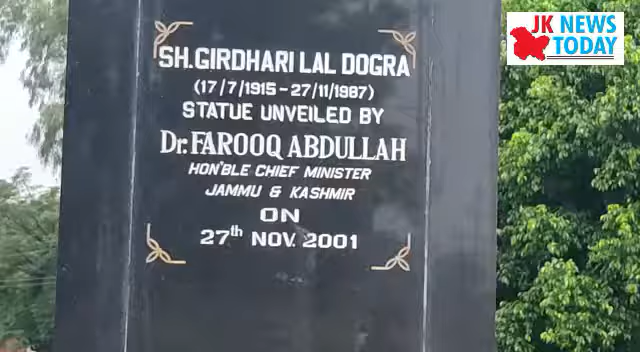 SH.GIRDHARI LAL DOGRA
(17/7/1915-27/11/1987)
STATUE UNVEILED BY
Dr.FAROOQ ABDULLAH
HON'BLE CHIEF MINISTER
JAMMU & KASHMIR
ON
27th NOV. 2001
JK NEWS
TODAY